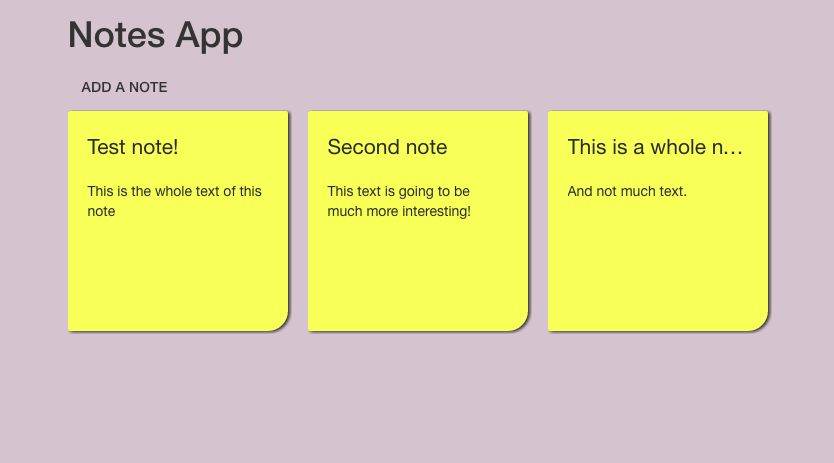 Notes App
ADD A NOTE
Test note!
This is the whole text of this
note
Second note
This text is going to be
much more interesting!
This is a whole n…
And not much text.